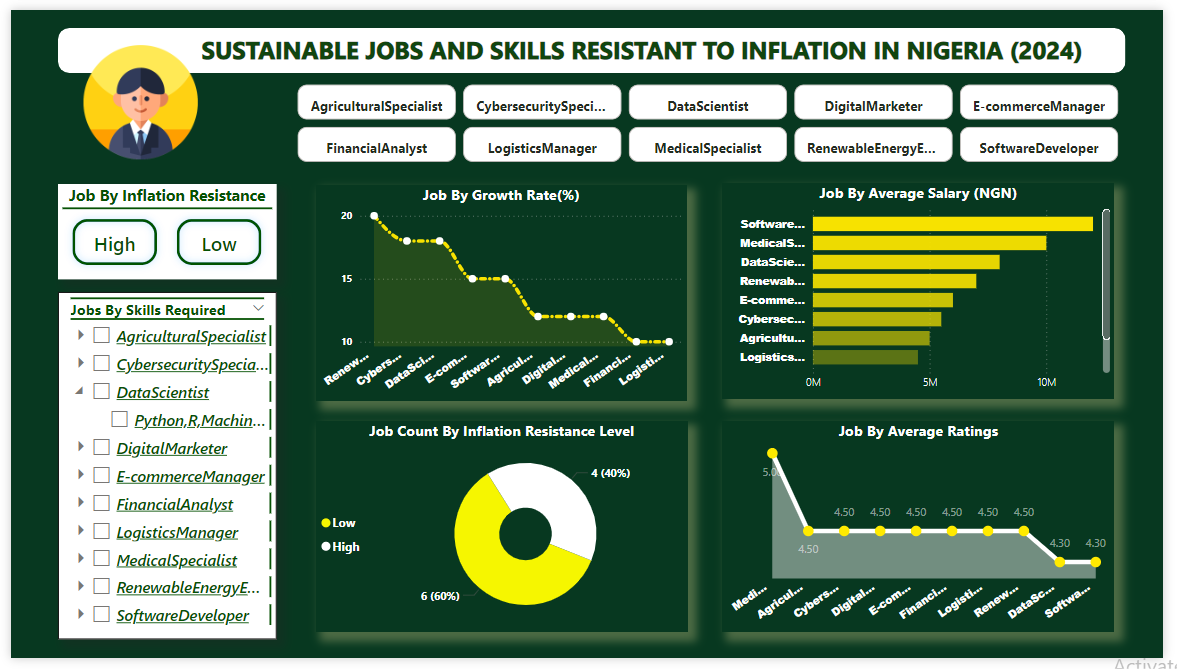 SUSTAINABLE JOBS AND SKILLS RESISTANT TO INFLATION IN NIGERIA (2024)
AgriculturalSpecialist
CybersecuritySpeci...
DataScientist
DigitalMarketer
E-commerceManager
FinancialAnalyst
LogisticsManager
MedicalSpecialist
RenewableEnergyE...
SoftwareDeveloper
Job By Inflation Resistance
High
Low
Jobs By Skills Required
AgriculturalSpecialist
CybersecuritySpecia...
DataScientist
Python,R,Machin...
DigitalMarketer
E-commerceManager
FinancialAnalyst
LogisticsManager
MedicalSpecialist
RenewableEnergyE...
SoftwareDeveloper
Job By Growth Rate(%)
20
15
10
Renew...
Cybers...
DataSci...
E-com...
Softwar...
Agricul...
Digital...
Medical...
Financi...
Logisti...
Job By Average Salary (NGN)
Software...
MedicalS...
DataScie...
Renewab...
E-comme...
Cybersec...
Agricultu...
Logistics...
0M
5M
10M
Job Count By Inflation Resistance Level
Low
High
4 (40%)
6 (60%)
Job By Average Ratings
5.00
4.50
4.50
4.50
4.50
4.50
4.50
4.50
4.30
4.30
Medi...
Agricul...
Cybers...
Digital...
E-com...
Financi...
Logisti...
Renew...
DataSc...
Softwa...
Activate